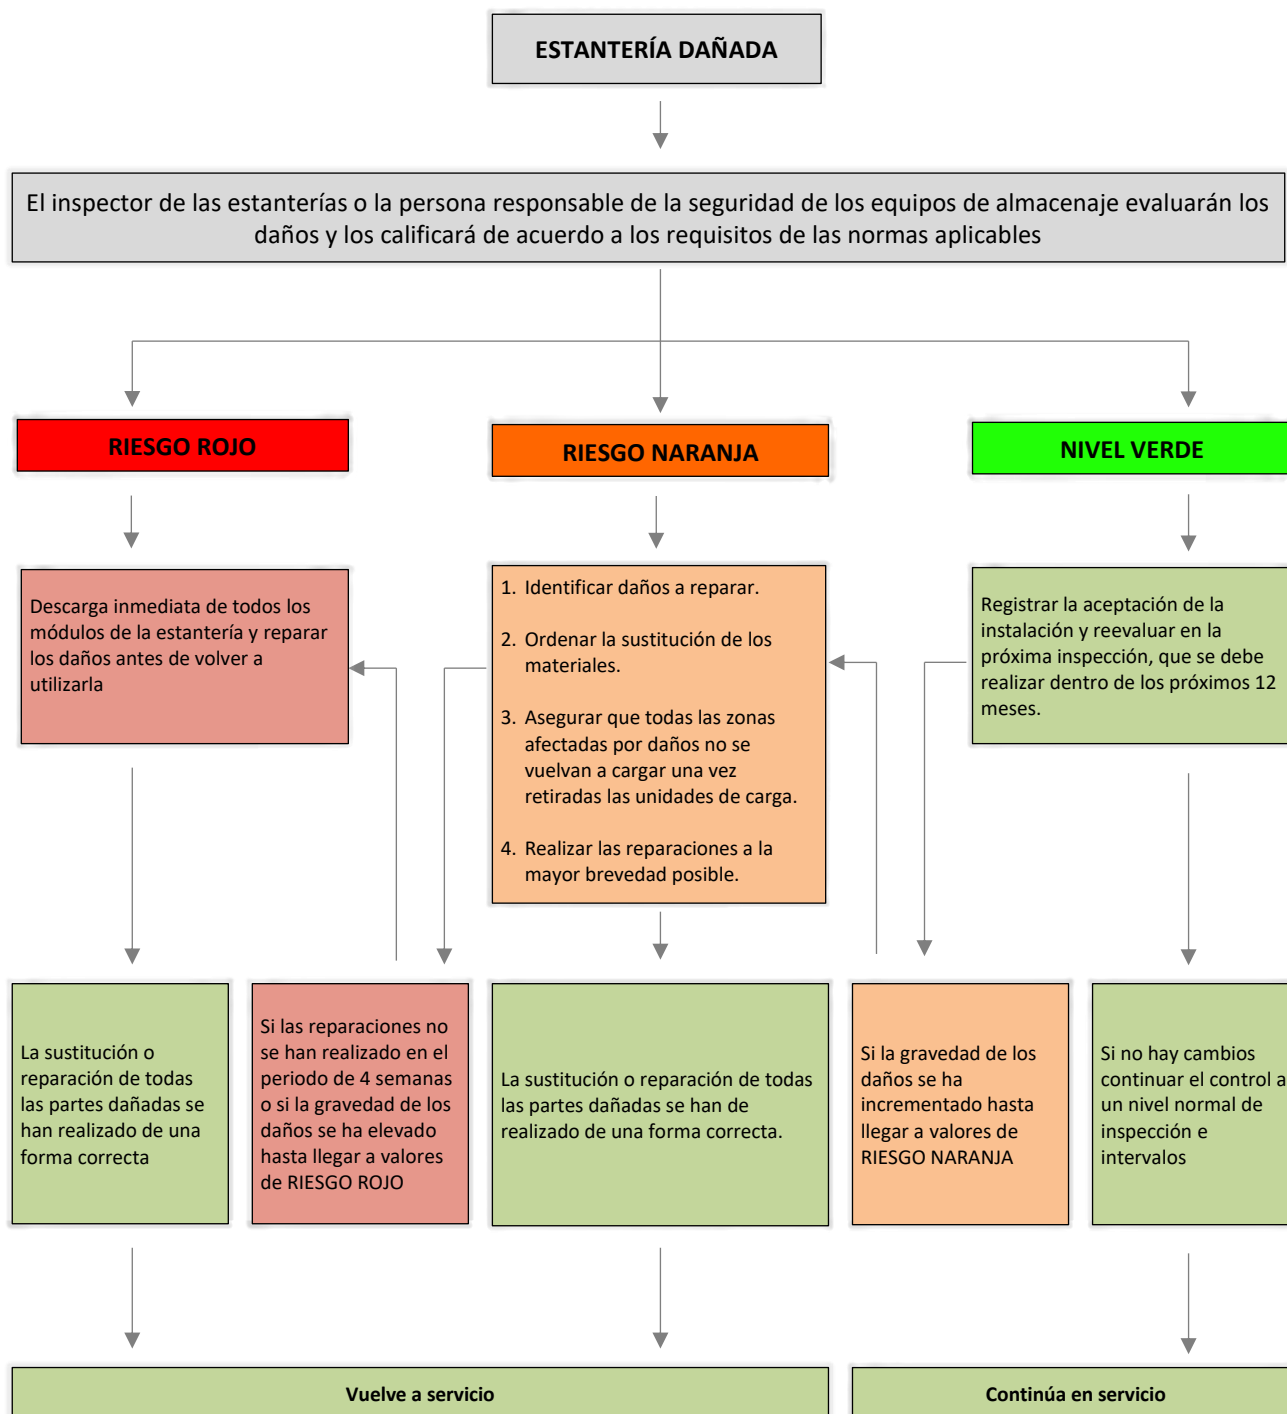 ESTANTERÍA DAÑADA
El inspector de las estanterías o la persona responsable de la seguridad de los equipos de almacenaje evaluarán los
daños y los calificará de acuerdo a los requisitos de las normas aplicables
RIESGO ROJO
RIESGO NARANJA
NIVEL VERDE
Descarga inmediata de todos los
módulos de la estantería y reparar
los daños antes de volver a
utilizarla
1. Identificar daños a reparar.
2. Ordenar la sustitución de los
materiales.
3. Asegurar que todas las zonas
afectadas por daños no se
vuelvan a cargar una vez
retiradas las unidades de carga.
4. Realizar las reparaciones a la
mayor brevedad posible.
Registrar la aceptación de la
instalación y reevaluar en la
próxima inspección, que se debe
realizar dentro de los próximos 12
meses.
La sustitución o
reparación de todas
las partes dañadas se
han realizado de una
forma correcta
Si las reparaciones no
se han realizado en el
periodo de 4 semanas
o si la gravedad de los
daños se ha elevado
hasta llegar a valores
de RIESGO ROJO
La sustitución o reparación de todas
las partes dañadas se han de
realizado de una forma correcta.
Si la gravedad de los
daños se ha
incrementado hasta
llegar a valores de
RIESGO NARANJA
Si no hay cambios
continuar el control a
un nivel normal de
inspección e
intervalos
Vuelve a servicio
Continúa en servicio